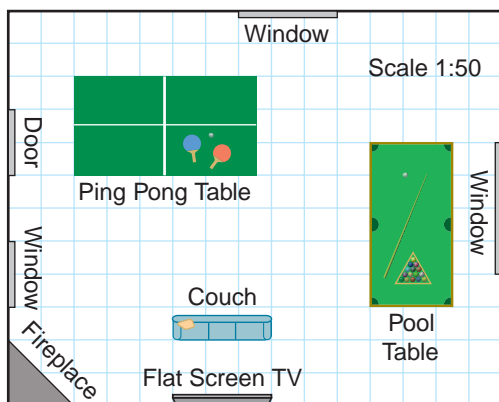 Window
Scale 1:50
Door
Ping Pong Table
Window
Window
Couch
Pool
Table
Fireplace
Flat Screen TV